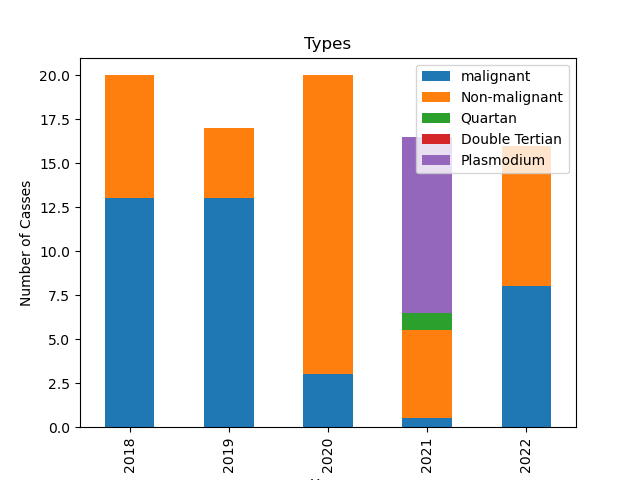 Types
malignant
Non-malignant
Quartan
Double Tertian
Plasmodium
Number of Casses
20.0
17.5
15.0
12.5
10.0
7.5
5.0
2.5
0.0
2018
2019
2020
2021
2022